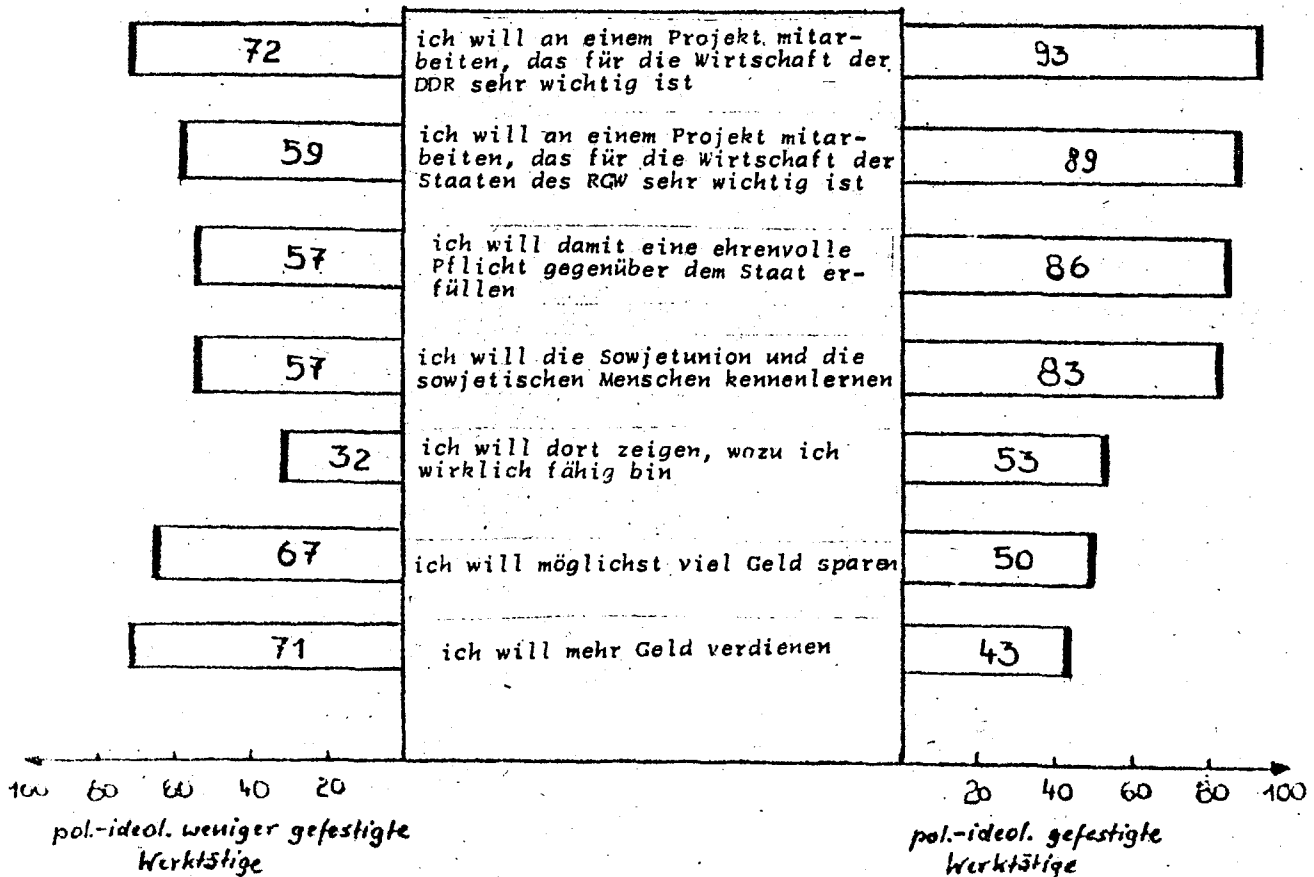 72
ich will an einem Projekt mitar-
beiten, das für die Wirtschaft der
DDR sehr wichtig ist
93
59
ich will an einem Projekt mitar-
beiten, das für die Wirtschaft der
Staaten des RGW sehr wichtig ist
89
57
ich will damit eine ehrenvolle
Pflicht gegenüber dem Staat er-
füllen
86
57
ich will die Sowjetunion und die
sowjetischen Menschen kennenlernen
83
32
ich will dort zeigen, wozu ich
wirklich fähig bin
53
67
ich will möglichst viel Geld sparen
50
71
ich will mehr Geld verdienen
43
100 80 60 40 20
20 40 60 80 100
pol.-ideol. weniger gefestigte
Werktätige
pol.-ideol. gefestigte
Werktätige